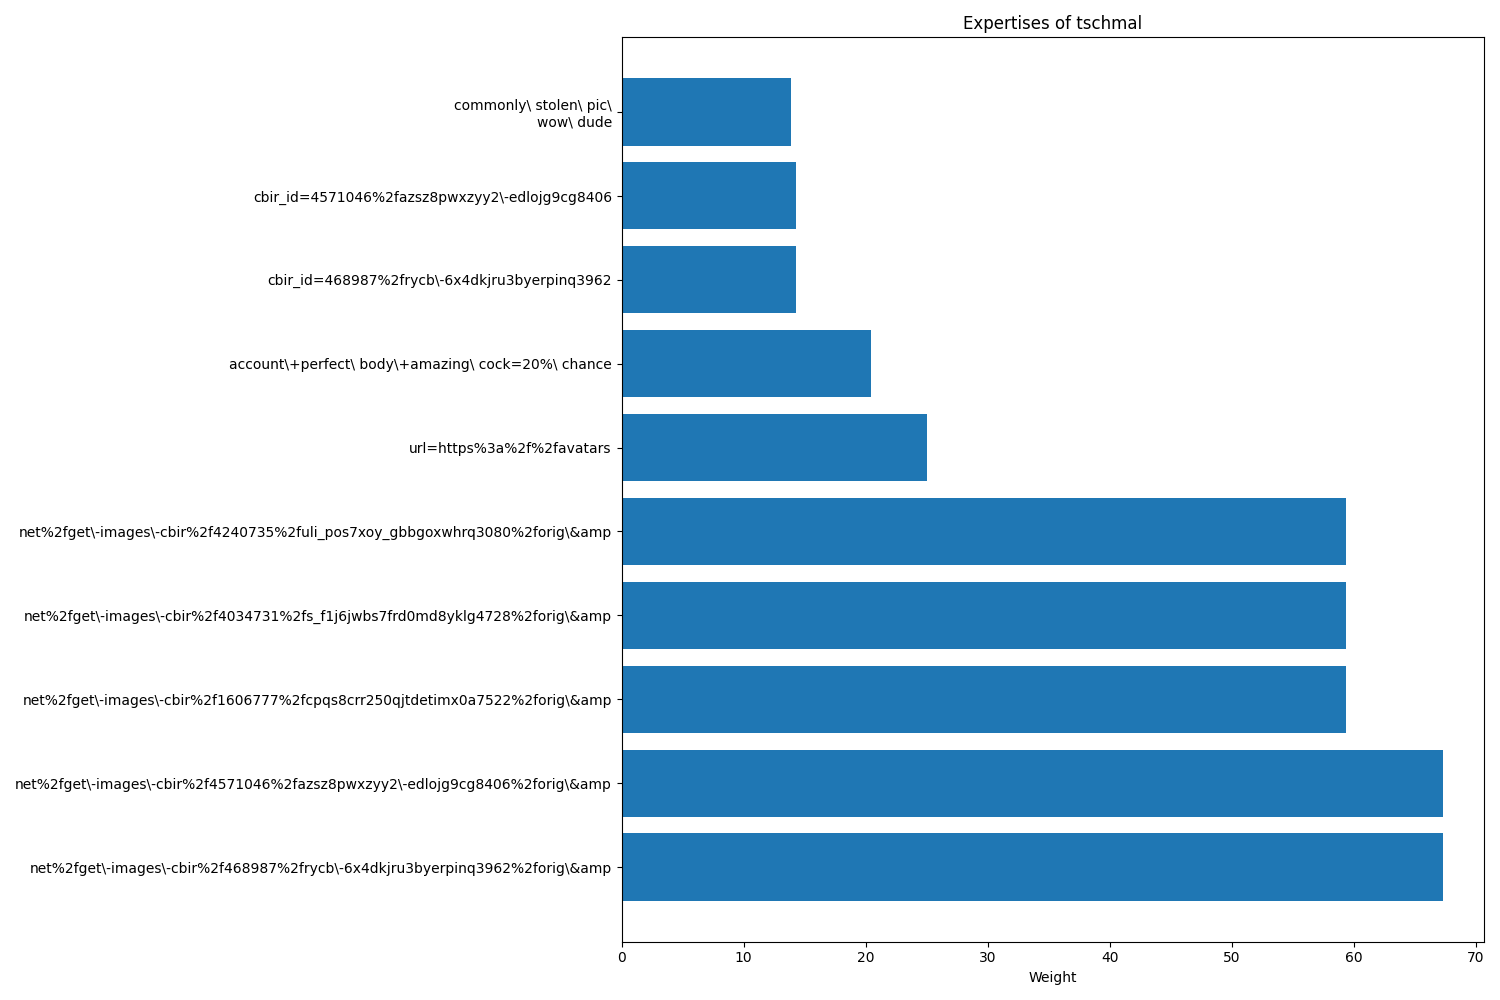 Expertises of tschmal
commonly\ stolen\ pic\
wow\ dude
cbir_id=4571046%2fazsz8pwxzyy2\-edlojg9cg8406
cbir_id=468987%2frycb\-6x4dkjru3byerpinq3962
account\+perfect\ body\+amazing\ cock=20%\ chance
url=https%3a%2f%2favatars
net%2fget\-images\-cbir%2f4240735%2fuli_pos7xoy_gbbgoxwhrq3080%2forig\&amp
net%2fget\-images\-cbir%2f4034731%2fs_f1j6jwbs7frd0md8yklg4728%2forig\&amp
net%2fget\-images\-cbir%2f1606777%2fcpqs8crr250qjtdetimx0a7522%2forig\&amp
net%2fget\-images\-cbir%2f4571046%2fazsz8pwxzyy2\-edlojg9cg8406%2forig\&amp
net%2fget\-images\-cbir%2f468987%2frycb\-6x4dkjru3byerpinq3962%2forig\&amp
0 10 20 30 40 50 60 70
Weight